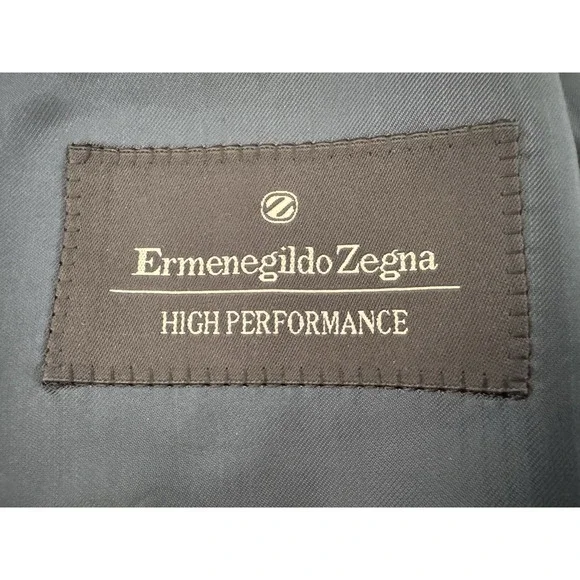 Ermenegildo Zegna
HIGH PERFORMANCE